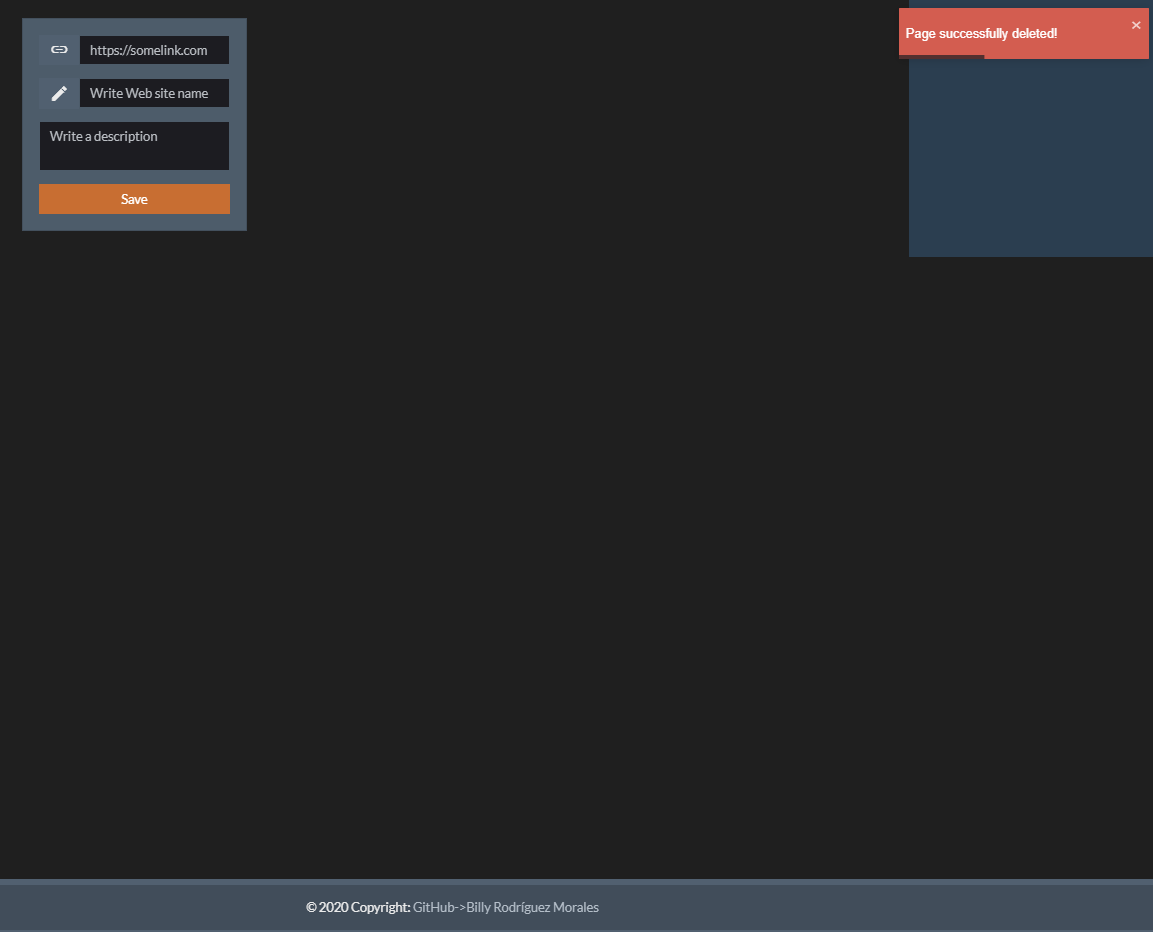 https://somelink.com
Write Web site name
Write a description
Save
Page successfully deleted!
×
© 2020 Copyright: GitHub->Billy Rodríguez Morales